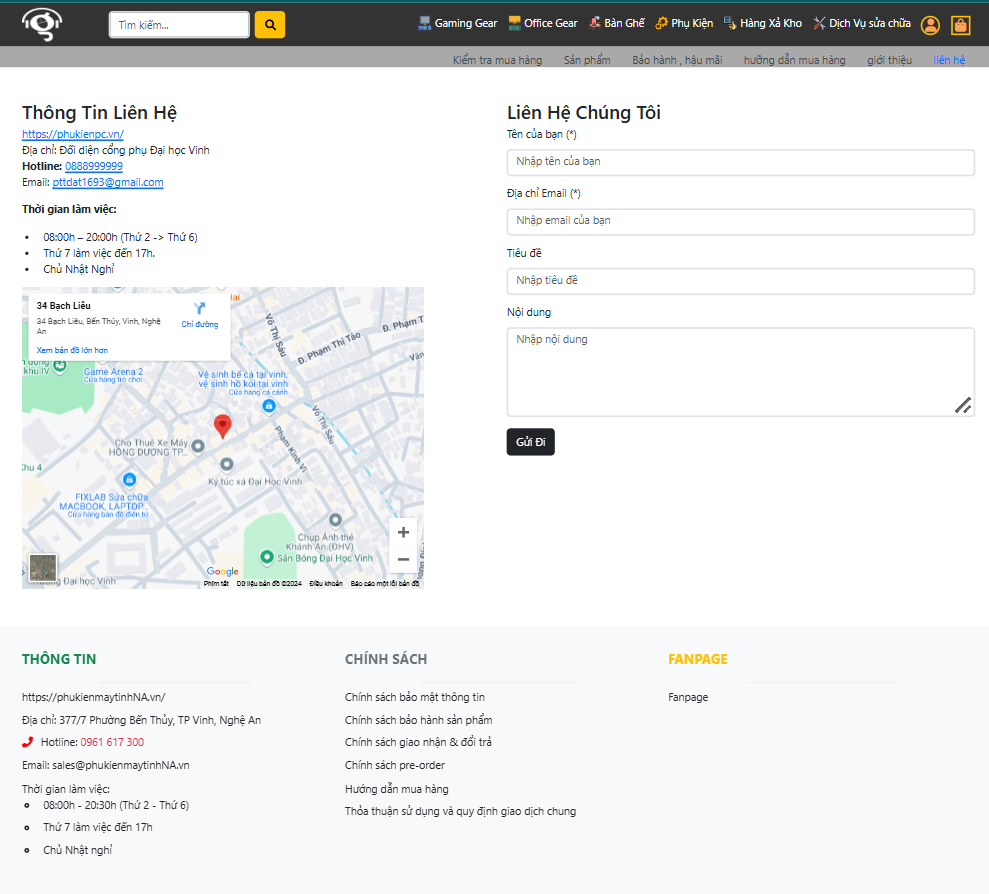 Tìm kiếm...
Gaming Gear
Office Gear
Bàn Ghế
Phụ Kiện
Hàng Xả Kho
Dịch Vụ sửa chữa
Kiểm tra mua hàng
Sản phẩm
Bảo hành , hậu mãi
hưỡng dẫn mua hàng
giới thiệu
liên hệ
Thông Tin Liên Hệ
https://phukienpc.vn/
Địa chỉ: Đối diện cổng phụ Đại học Vinh
Hotline: 0888999999
Email: pttdat1693@gmail.com
Thời gian làm việc:
08:00h – 20:00h (Thứ 2 -> Thứ 6)
Thứ 7 làm việc đến 17h.
Chủ Nhật Nghỉ
34 Bạch Liêu
34 Bạch Liêu, Bến Thủy, Vinh, Nghệ
An
Chỉ đường
Xem bản đồ lớn hơn
Võ Thị Sáu
Đ. Phạm Thị Tảo
khu IV
Game Arena 2
Cửa hàng trò chơi
Vệ sinh bể cá tại vinh,
vệ sinh hồ koi tại vinh
Cửa hàng cá cảnh
Võ Thị Sáu
Phạm Kinh Vỹ
Cho Thuê Xe Máy
HỒNG DƯƠNG TP...
Khu 4
Ký túc xá Đại Học Vinh
FIXLAB Sửa chữa
MACBOOK, LAPTOP...
Cửa hàng bán đồ điện tử
Chụp Ảnh thẻ
Khánh An (ĐHV)
Sân Bóng Đại Học Vinh
Đại học Vinh
Google
Phím tắt
Dữ liệu bản đồ ©2024
Điều khoản
Báo cáo một lỗi bản đồ
Liên Hệ Chúng Tôi
Tên của bạn (*)
Nhập tên của bạn
Địa chỉ Email (*)
Nhập email của bạn
Tiêu đề
Nhập tiêu đề
Nội dung
Nhập nội dung
Gửi Đi
THÔNG TIN
https://phukienmaytinhNA.vn/
Địa chỉ: 377/7 Phường Bến Thủy, TP Vinh, Nghệ An
Hotline: 0961 617 300
Email: sales@phukienmaytinhNA.vn
Thời gian làm việc:
08:00h - 20:30h (Thứ 2 - Thứ 6)
Thứ 7 làm việc đến 17h
Chủ Nhật nghỉ
CHÍNH SÁCH
Chính sách bảo mật thông tin
Chính sách bảo hành sản phẩm
Chính sách giao nhận & đổi trả
Chính sách pre-order
Hướng dẫn mua hàng
Thỏa thuận sử dụng và quy định giao dịch chung
FANPAGE
Fanpage